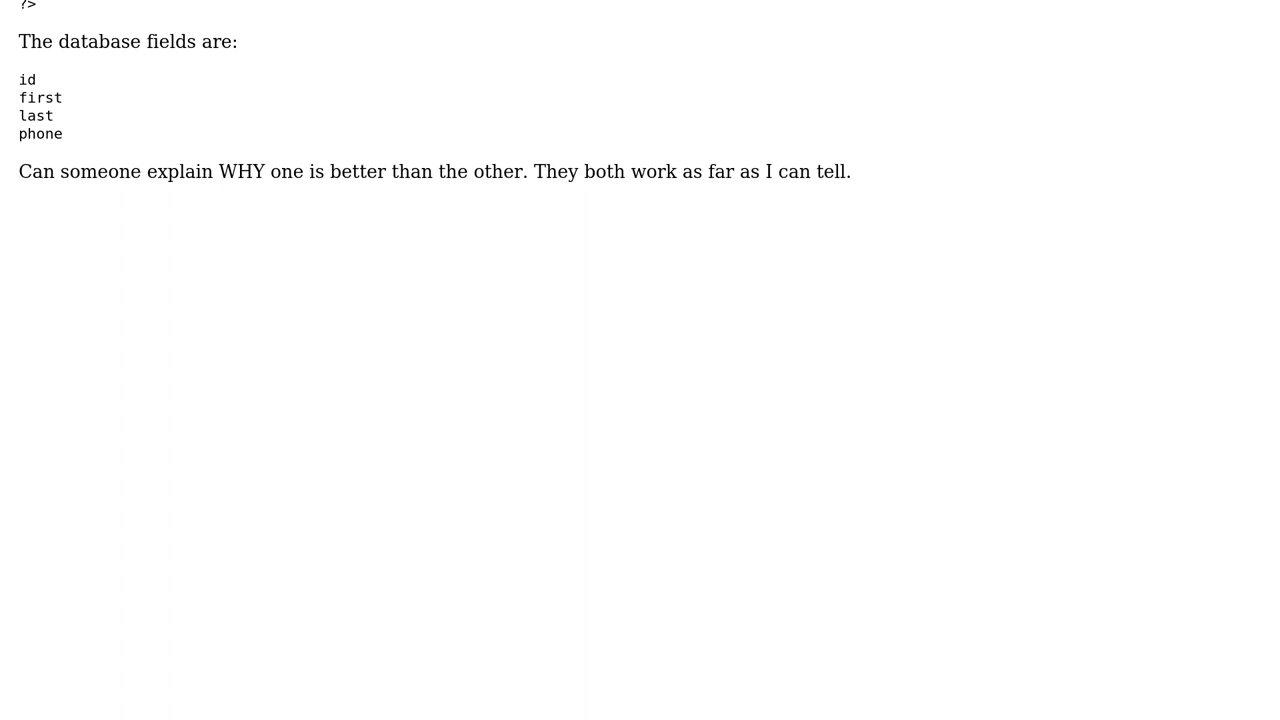 ?>
The database fields are:
id
first
last
phone
Can someone explain WHY one is better than the other. They both work as far as I can tell.